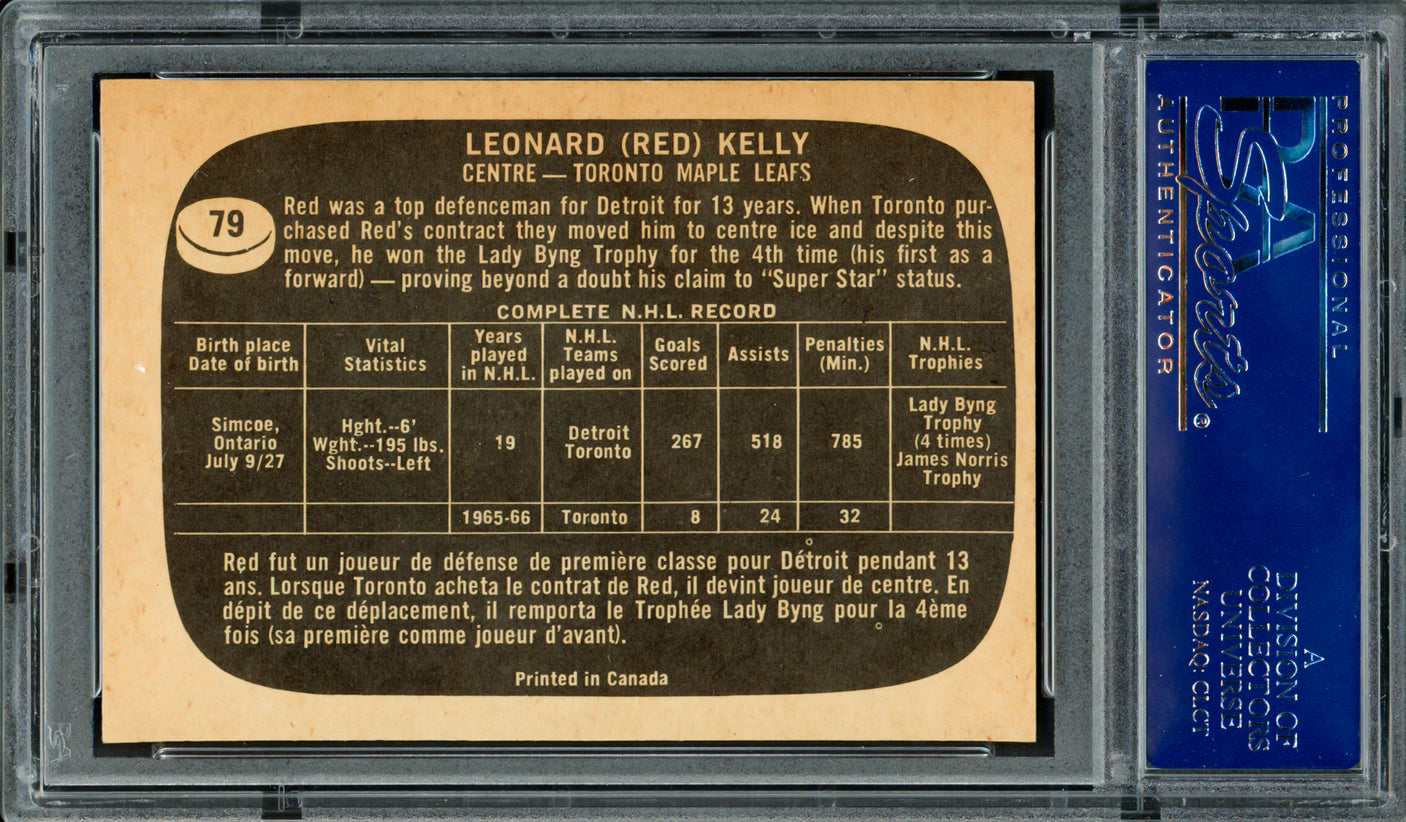 LEONARD (RED) KELLY
CENTRE — TORONTO MAPLE LEAFS
79
Red was a top defenceman for Detroit for 13 years. When Toronto pur-
chased Red's contract they moved him to centre ice and despite this
move, he won the Lady Byng Trophy for the 4th time (his first as a
forward) — proving beyond a doubt his claim to "Super Star" status.
COMPLETE N.H.L. RECORD
Birth place
Date of birth
Vital
Statistics
Years
played
in N.H.L.
N.H.L.
Teams
played on
Goals
Scored
Assists
Penalties
(Min.)
N.H.L.
Trophies
Simcoe,
Ontario
July 9/27
Hght.--6'
Wght.--195 lbs.
Shoots--Left
19
Detroit
Toronto
267
518
785
Lady Byng
Trophy
(4 times)
James Norris
Trophy
1965-66
Toronto
8
24
32
Red fut un joueur de défense de première classe pour Détroit pendant 13
ans. Lorsque Toronto acheta le contrat de Red, il devint joueur de centre. En
dépit de ce déplacement, il remporta le Trophée Lady Byng pour la 4ème
fois (sa première comme joueur d'avant).
Printed in Canada
PROFESSIONAL
PSA
Sports
®
AUTHENTICATOR
A
DIVISION OF
COLLECTORS
UNIVERSE
NASDAQ: CLCT
PSA